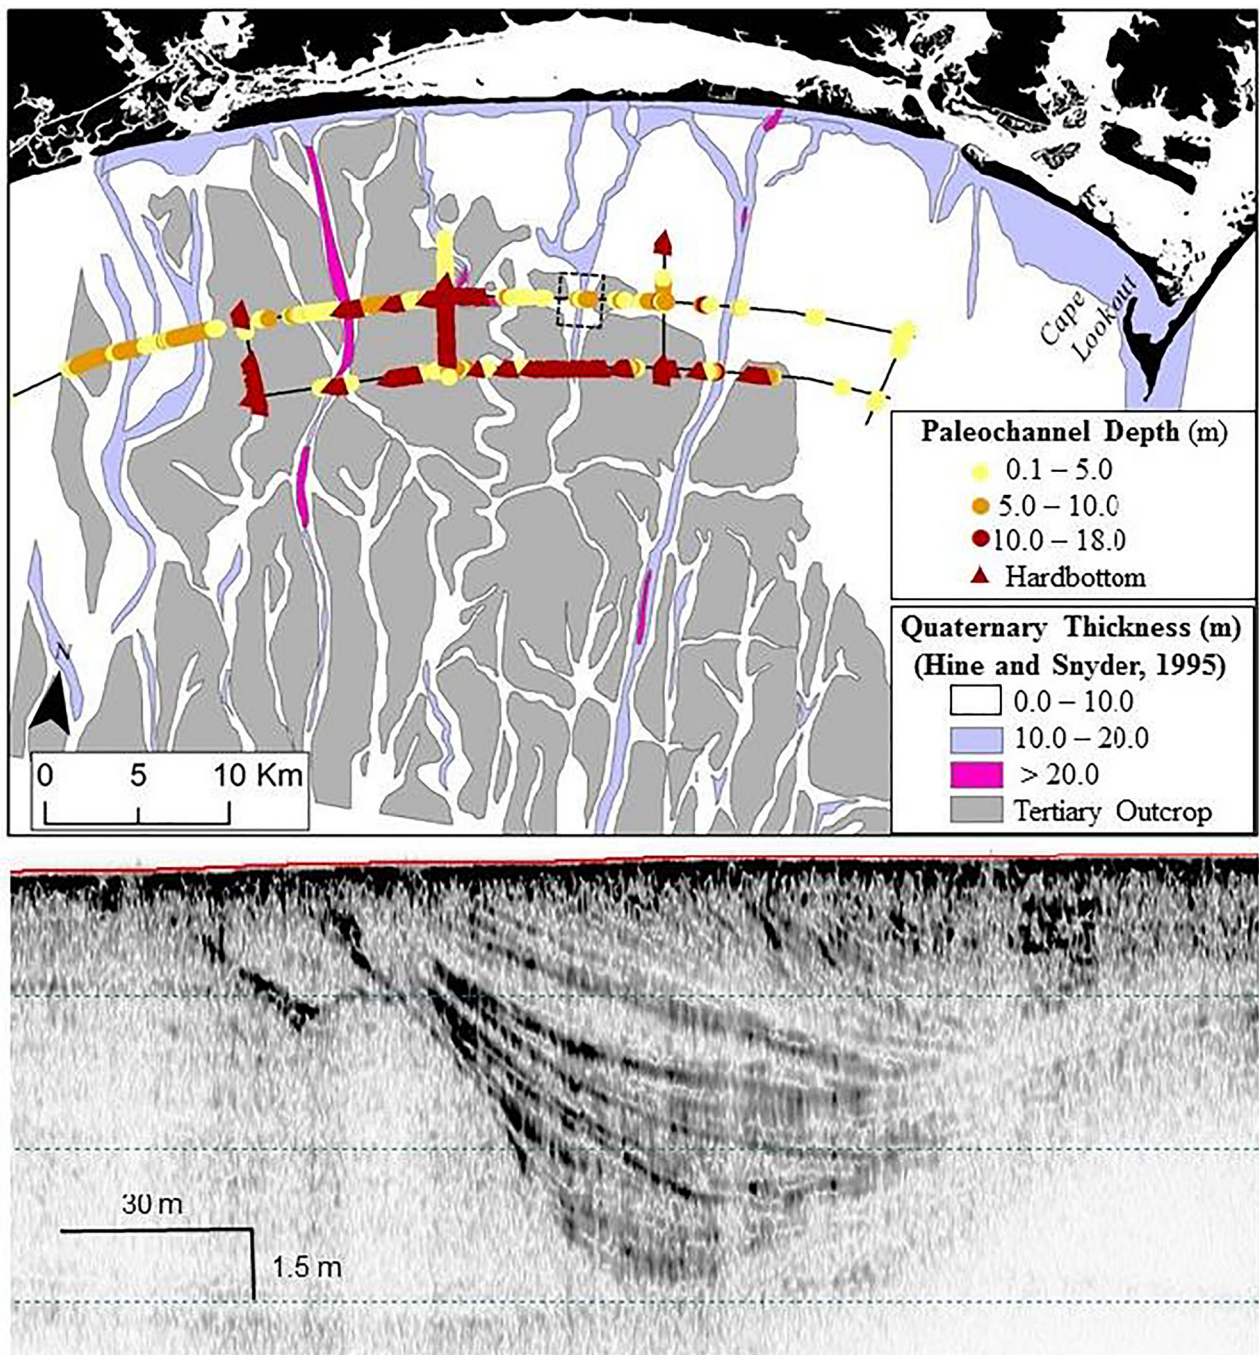 Cape
Lookout
Paleochannel Depth (m)
0.1 – 5.0
5.0 – 10.0
10.0 – 18.0
Hardbottom
Quaternary Thickness (m)
(Hine and Snyder, 1995)
0.0 – 10.0
10.0 – 20.0
> 20.0
Tertiary Outcrop
N
0 5 10 Km
30 m
1.5 m